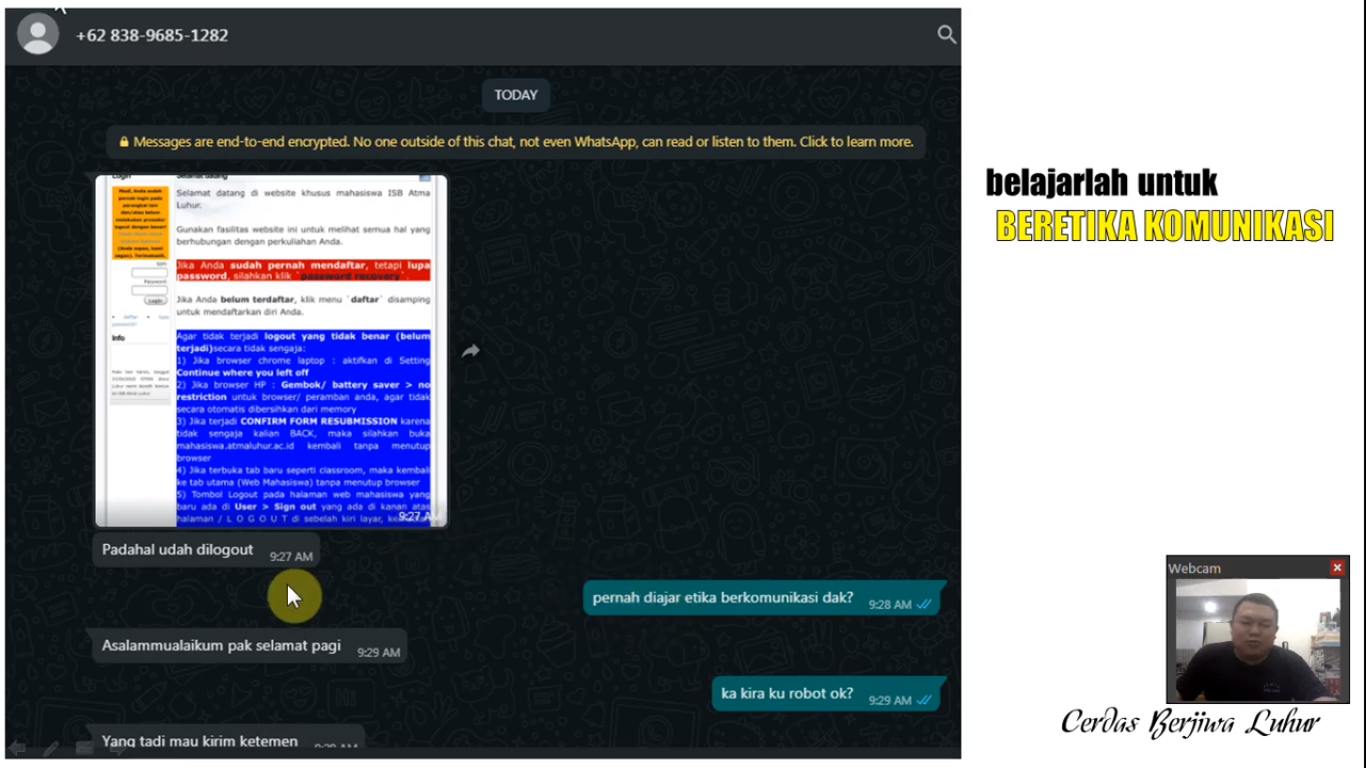 +62 838-9685-1282
TODAY
Messages are end-to-end encrypted. No one outside of this chat, not even WhatsApp, can read or listen to them. Click to learn more.
Login
Selamat datang
Selamat datang di website khusus mahasiswa ISB Atma
Luhur.
Gunakan fasilitas website ini untuk melihat semua hal yang
berhubungan dengan perkuliahan Anda.
Jika Anda sudah pernah mendaftar, tetapi lupa
password, silahkan klik `password recovery`.
Jika Anda belum terdaftar, klik menu `daftar` disamping
untuk mendaftarkan diri Anda.
Password
Login
Info
Agar tidak terjadi logout yang tidak benar (belum
terjadi)secara tidak sengaja:
1) Jika browser chrome laptop : aktifkan di Setting
Continue where you left off
2) Jika browser HP : Gembok/ battery saver > no
restriction untuk browser/ peramban anda, agar tidak
secara otomatis dibersihkan dari memory
3) Jika terjadi CONFIRM FORM RESUBMISSION karena
tidak sengaja kalian BACK, maka silahkan buka
mahasiswa.atmaluhur.ac.id kembali tanpa menutup
browser
4) Jika terbuka tab baru seperti classroom, maka kembali
ke tab utama (Web Mahasiswa) tanpa menutup browser
5) Tombol Logout pada halaman web mahasiswa yang
baru ada di User > Sign out yang ada di kanan atas
halaman / L O G O U T di sebelah kiri layar,
9:27 AM
Padahal udah dilogout 9:27 AM
pernah diajar etika berkomunikasi dak? 9:28 AM
Asalammualaikum pak selamat pagi 9:29 AM
ka kira ku robot ok? 9:29 AM
Yang tadi mau kirim ketemen 9:29 AM
belajarlah untuk
BERETIKA KOMUNIKASI
Webcam
Cerdas Berjiwa Luhur